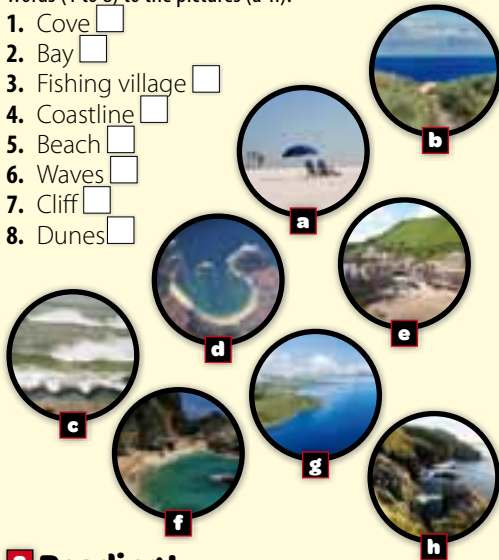 words (1 to 8) to the pictures (a-h).
1. Cove
2. Bay
3. Fishing village
4. Coastline
5. Beach
6. Waves
7. Cliff
8. Dunes
b
a
e
d
c
g
f
h
Reading!